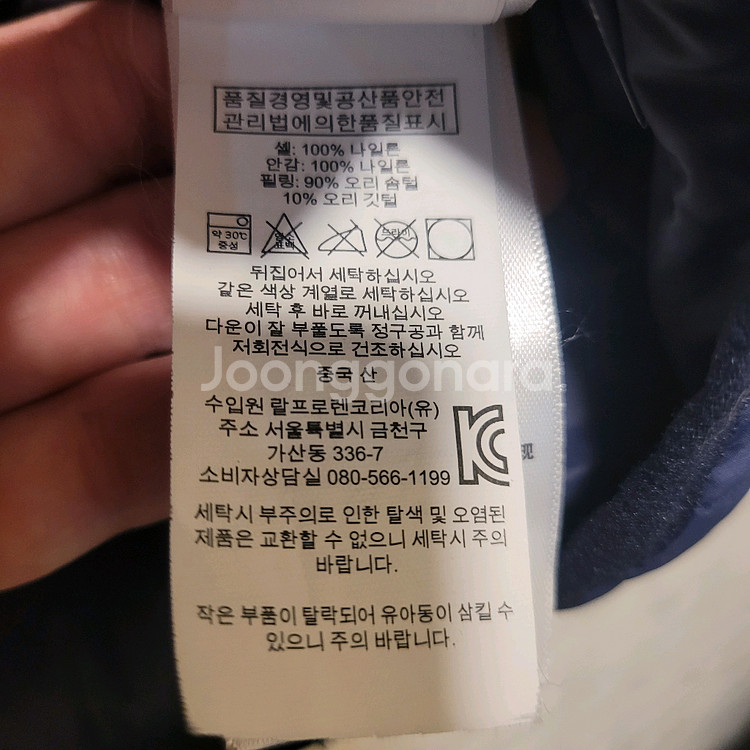 품질경영및공산품안전
관리법에의한품질표시
쉘: 100% 나일론
안감: 100% 나일론
필링: 90% 오리 솜털
10% 오리 깃털
약 30℃
중성
염소
표백
드라이
뒤집어서 세탁하십시오
같은 색상 계열로 세탁하십시오
세탁 후 바로 꺼내십시오
다운이 잘 부풀도록 정구공과 함께
저회전식으로 건조하십시오
Joonggonara
중국 산
수입원 랄프로렌코리아(유)
주소 서울특별시 금천구
가산동 336-7
소비자상담실 080-566-1199
세탁시 부주의로 인한 탈색 및 오염된
제품은 교환할 수 없으니 세탁시 주의
바랍니다.
작은 부품이 탈락되어 유아동이 삼킬 수
있으니 주의 바랍니다.